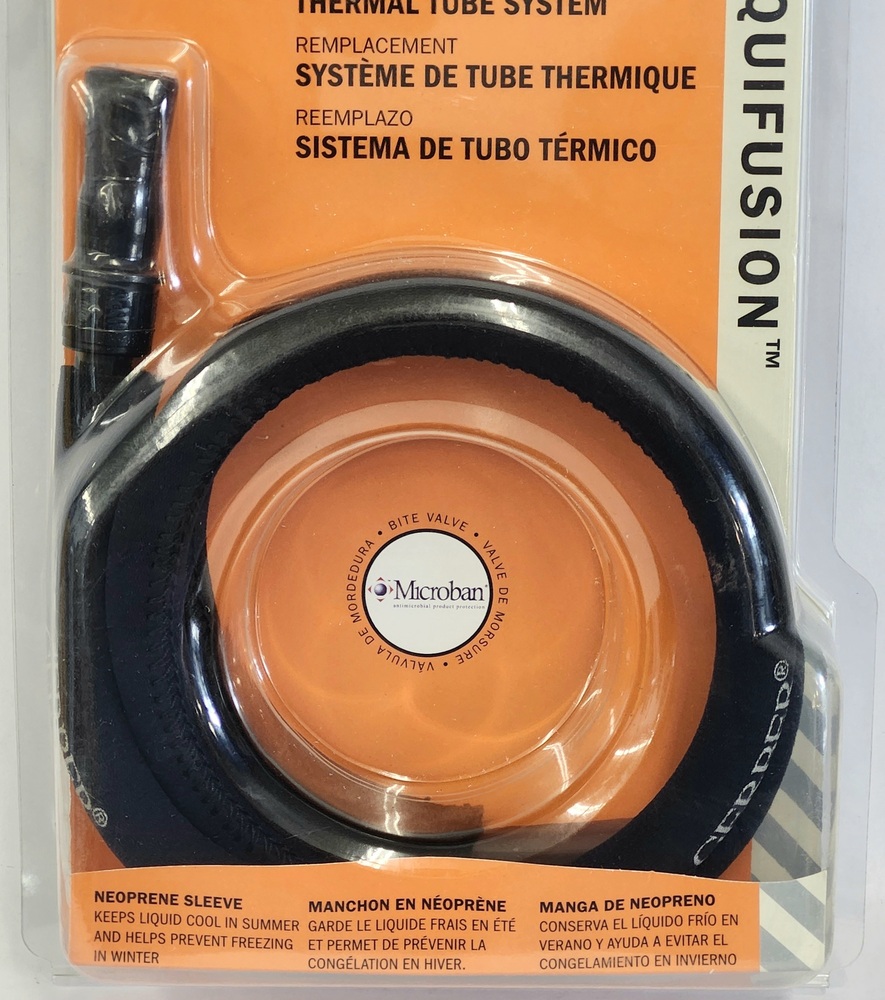 THERMAL TUBE SYSTEM
REMPLACEMENT
SYSTÈME DE TUBE THERMIQUE
REEMPLAZO
SISTEMA DE TUBO TÉRMICO
QUIFUSION™
• BITE VALVE • VALVE DE MORSURE • VÁLVULA DE MORDEDURA
Microban®
antimicrobial product protection
NEOPRENE SLEEVE
KEEPS LIQUID COOL IN SUMMER
AND HELPS PREVENT FREEZING
IN WINTER
MANCHON EN NÉOPRÈNE
GARDE LE LIQUIDE FRAIS EN ÉTÉ
ET PERMET DE PRÉVENIR LA
CONGÉLATION EN HIVER.
MANGA DE NEOPRENO
CONSERVA EL LÍQUIDO FRÍO EN
VERANO Y AYUDA A EVITAR EL
CONGELAMIENTO EN INVIERNO